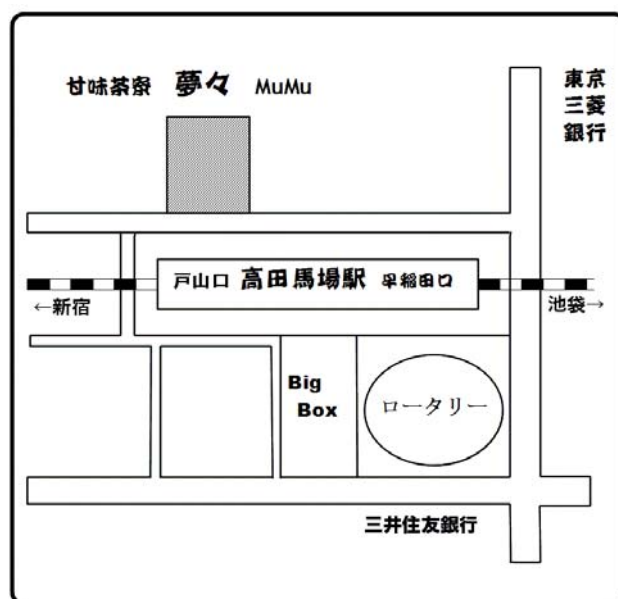 甘味茶寮 夢々 MuMu
東京
三菱
銀行
戸山口 高田馬場駅 早稲田口
←新宿
池袋→
Big
Box
ロータリー
三井住友銀行